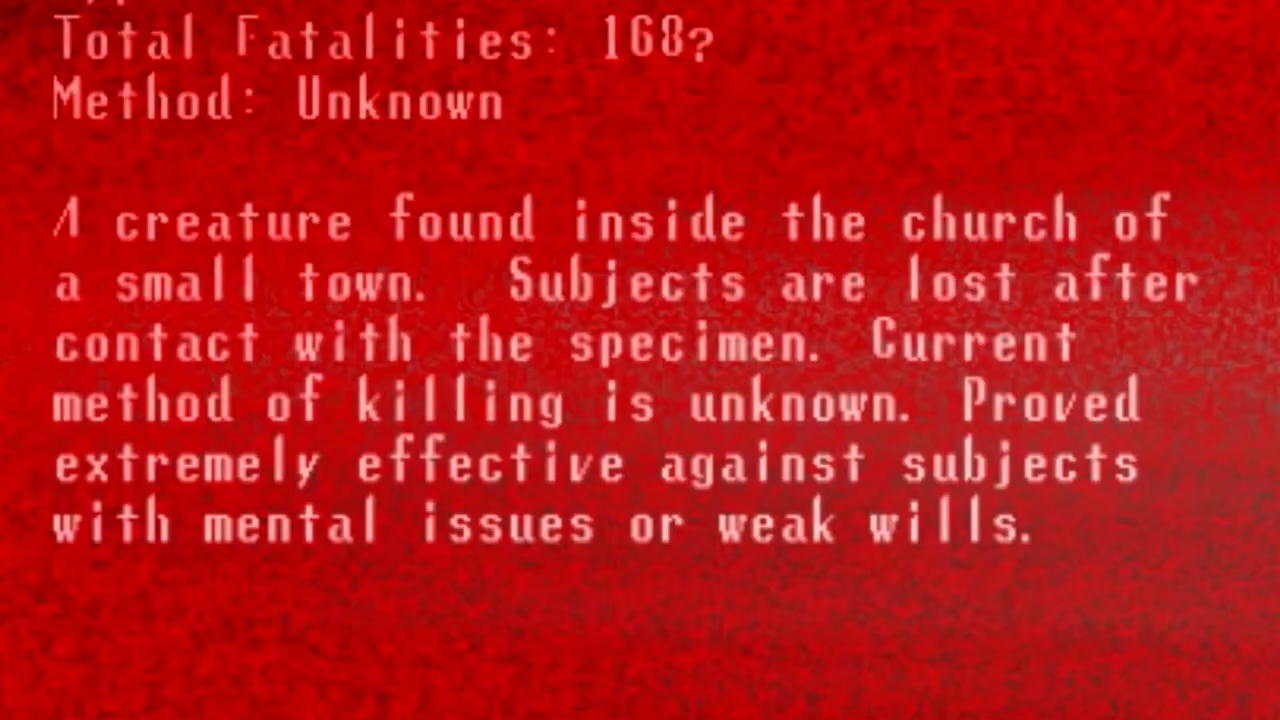 Total Fatalities: 168?
Method: Unknown
A creature found inside the church of
a small town. Subjects are lost after
contact with the specimen. Current
method of killing is unknown. Proved
extremely effective against subjects
with mental issues or weak wills.